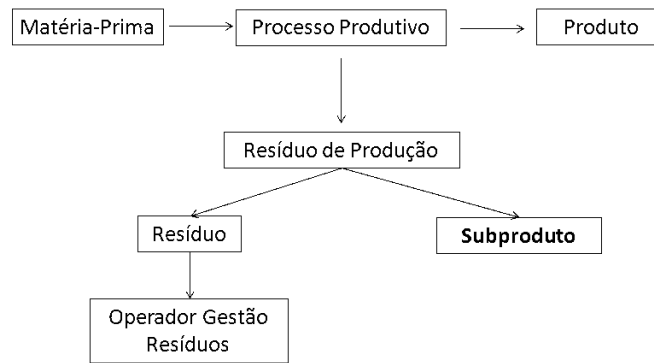 Matéria-Prima
Processo Produtivo
Produto
Resíduo de Produção
Resíduo
Subproduto
Operador Gestão
Resíduos